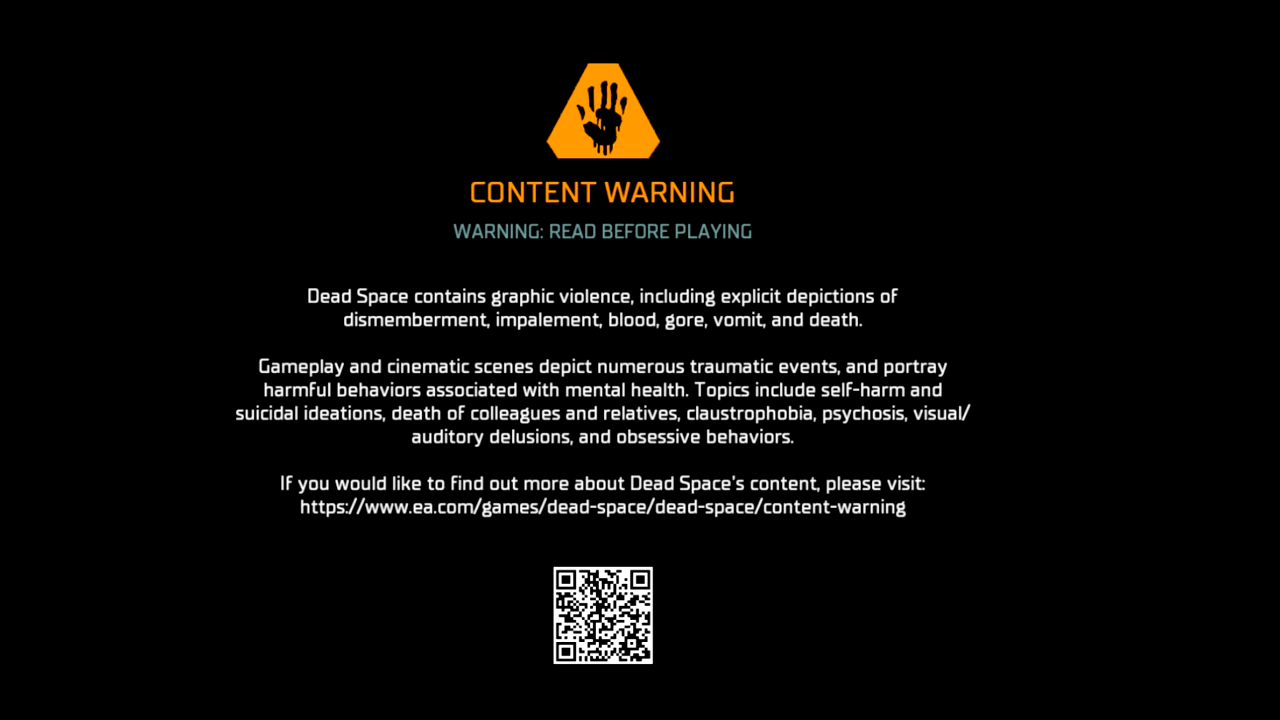 CONTENT WARNING
WARNING: READ BEFORE PLAYING
Dead Space contains graphic violence, including explicit depictions of
dismemberment, impalement, blood, gore, vomit, and death.
Gameplay and cinematic scenes depict numerous traumatic events, and portray
harmful behaviors associated with mental health. Topics include self-harm and
suicidal ideations, death of colleagues and relatives, claustrophobia, psychosis, visual/
auditory delusions, and obsessive behaviors.
If you would like to find out more about Dead Space's content, please visit:
https://www.ea.com/games/dead-space/dead-space/content-warning